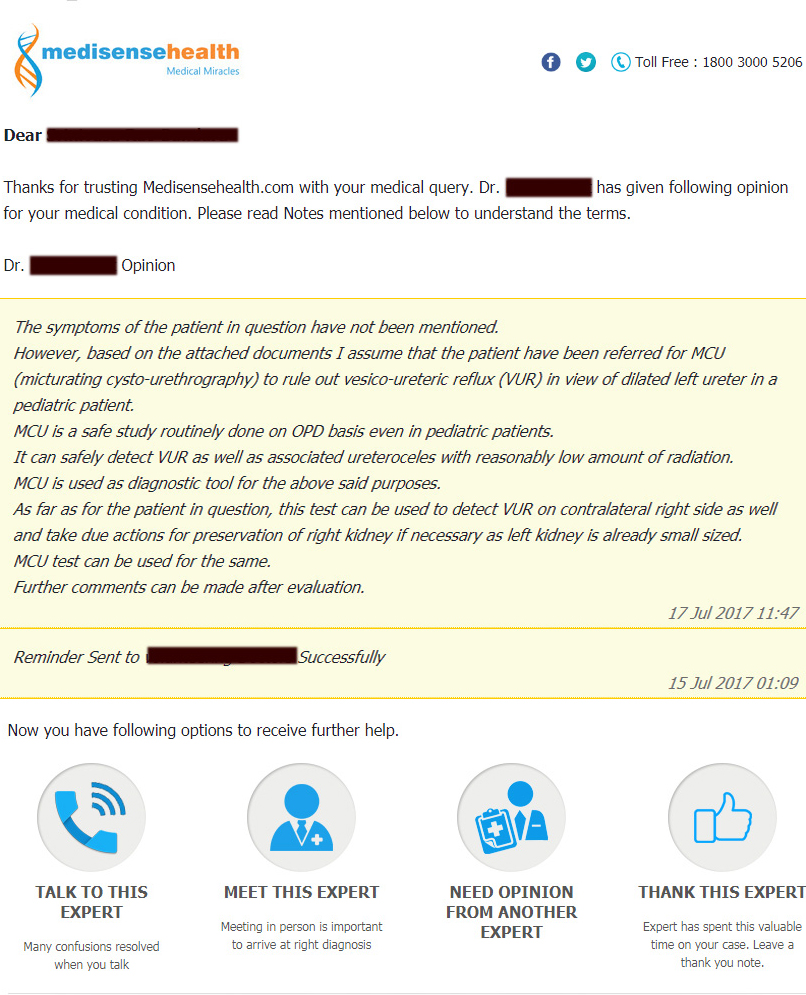 medisensehealth
Medical Miracles
Toll Free : 1800 3000 5206
Dear
Thanks for trusting Medisensehealth.com with your medical query. Dr. has given following opinion
for your medical condition. Please read Notes mentioned below to understand the terms.
Dr. Opinion
The symptoms of the patient in question have not been mentioned.
However, based on the attached documents I assume that the patient have been referred for MCU
(micturating cysto-urethrography) to rule out vesico-ureteric reflux (VUR) in view of dilated left ureter in a
pediatric patient.
MCU is a safe study routinely done on OPD basis even in pediatric patients.
It can safely detect VUR as well as associated ureteroceles with reasonably low amount of radiation.
MCU is used as diagnostic tool for the above said purposes.
As far as for the patient in question, this test can be used to detect VUR on contralateral right side as well
and take due actions for preservation of right kidney if necessary as left kidney is already small sized.
MCU test can be used for the same.
Further comments can be made after evaluation.
17 Jul 2017 11:47
Reminder Sent to Successfully
15 Jul 2017 01:09
Now you have following options to receive further help.
TALK TO THIS
EXPERT
Many confusions resolved
when you talk
MEET THIS EXPERT
Meeting in person is important
to arrive at right diagnosis
NEED OPINION
FROM ANOTHER
EXPERT
THANK THIS EXPERT
Expert has spent this valuable
time on your case. Leave a
thank you note.